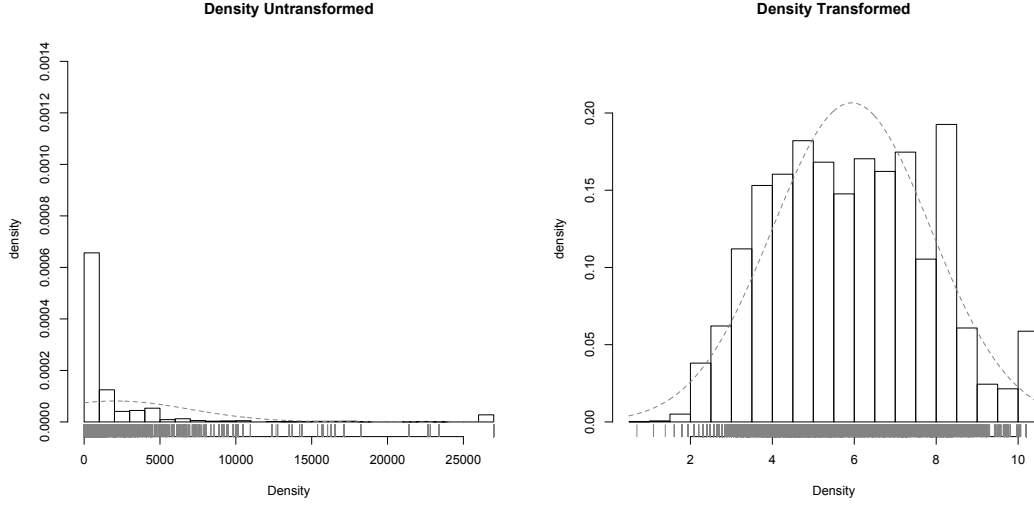 Density Untransformed
density
0.0000
0.0002
0.0004
0.0006
0.0008
0.0010
0.0012
0.0014
0 5000 10000 15000 20000 25000
Density
Density Transformed
density
0.00
0.05
0.10
0.15
0.20
2 4 6 8 10
Density